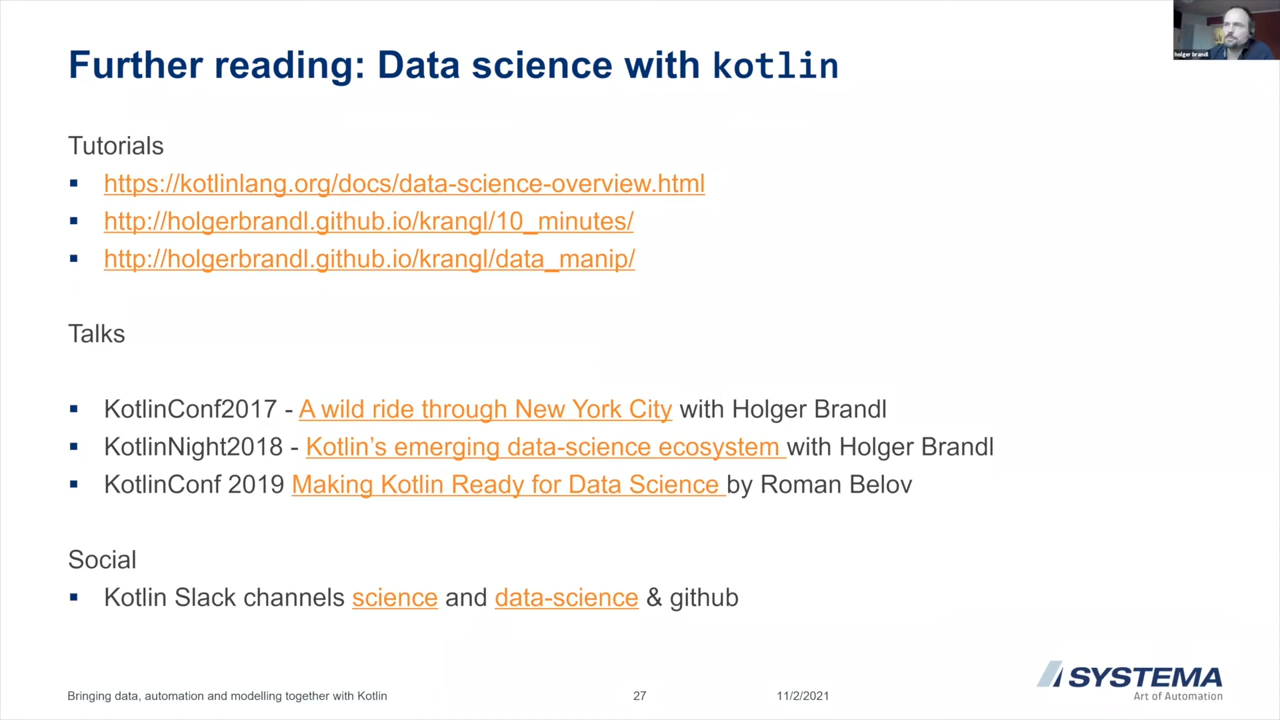 Further reading: Data science with kotlin
holger brandl
Tutorials
▪ https://kotlinlang.org/docs/data-science-overview.html
▪ http://holgerbrandl.github.io/krangl/10_minutes/
▪ http://holgerbrandl.github.io/krangl/data_manip/
Talks
▪ KotlinConf2017 - A wild ride through New York City with Holger Brandl
▪ KotlinNight2018 - Kotlin’s emerging data-science ecosystem with Holger Brandl
▪ KotlinConf 2019 Making Kotlin Ready for Data Science by Roman Belov
Social
▪ Kotlin Slack channels science and data-science & github
SYSTEMA
Art of Automation
Bringing data, automation and modelling together with Kotlin
27
11/2/2021